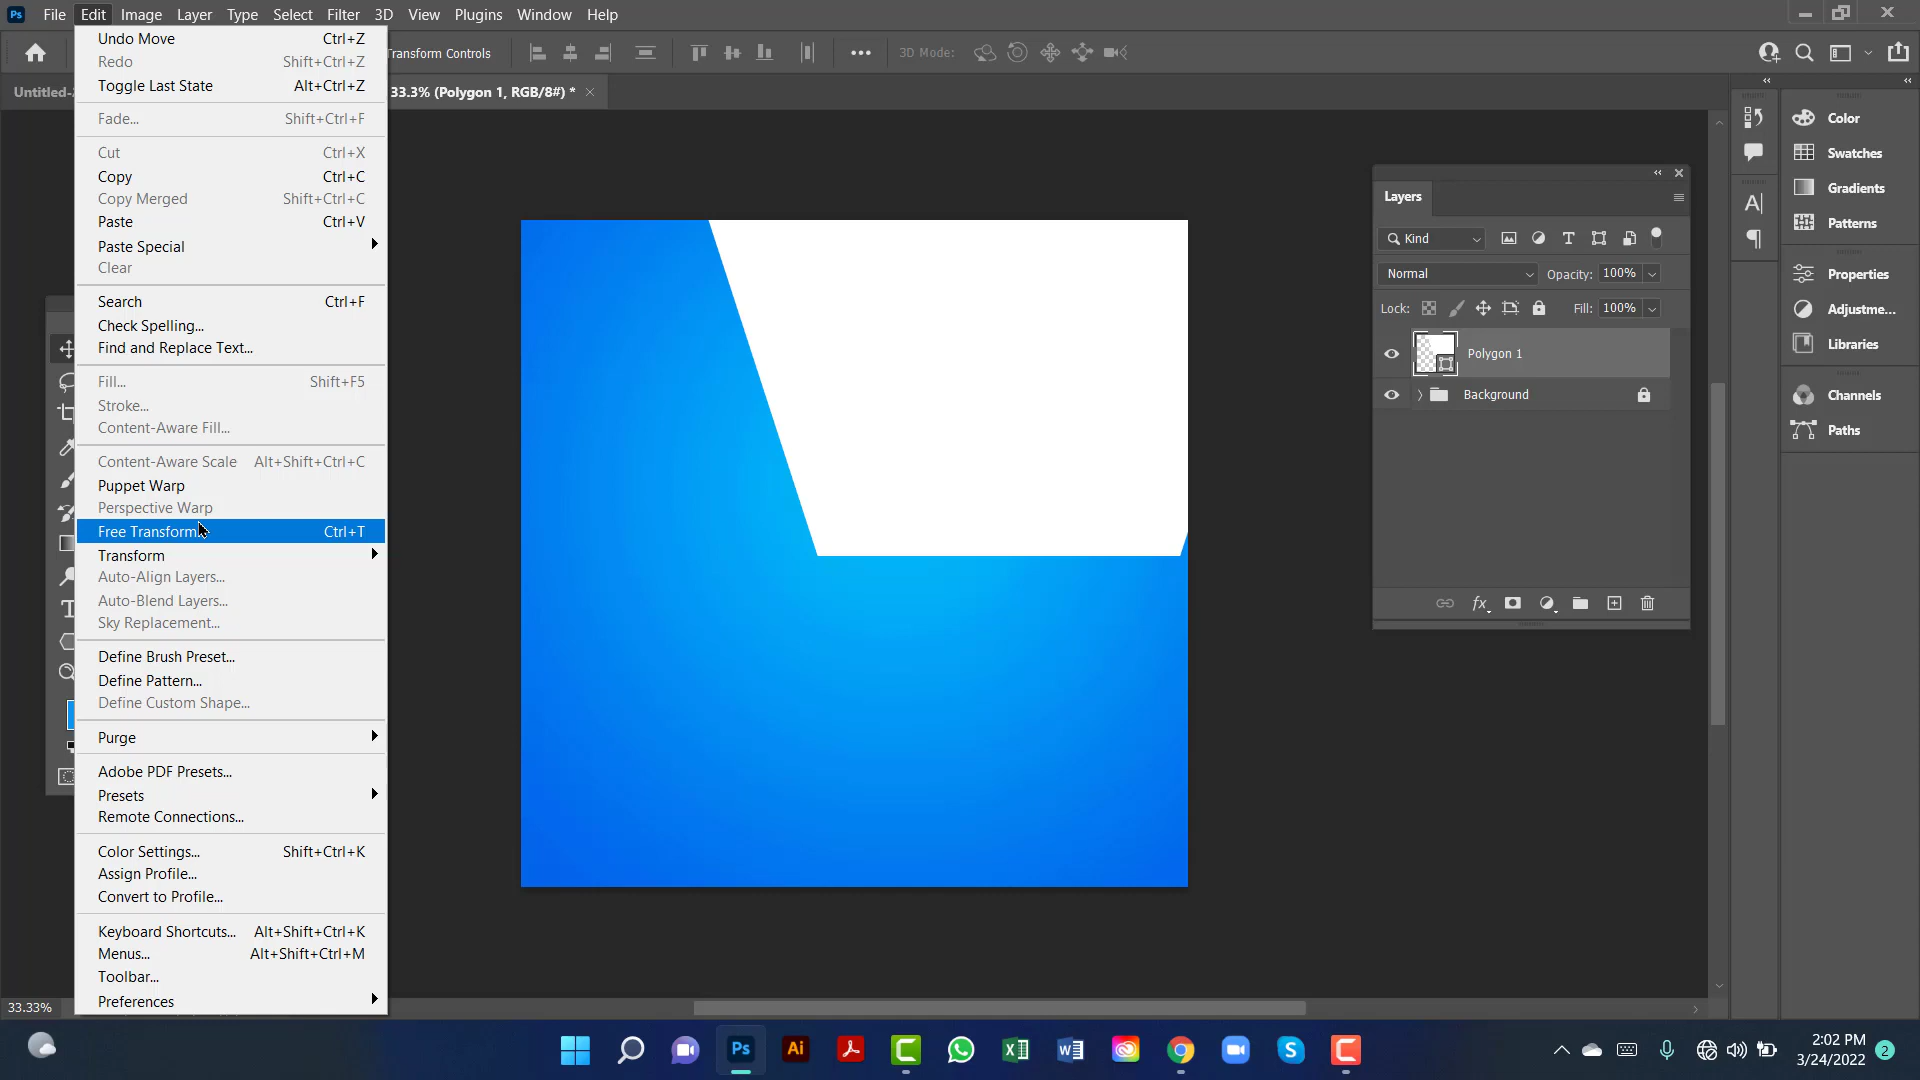 Ps File Edit Image Layer Type Select Filter 3D View Plugins Window Help
Transform Controls 3D Mode:
Untitled- 33.3% (Polygon 1, RGB/8#) *
Undo Move Ctrl+Z
Redo Shift+Ctrl+Z
Toggle Last State Alt+Ctrl+Z
Fade... Shift+Ctrl+F
Cut Ctrl+X
Copy Ctrl+C
Copy Merged Shift+Ctrl+C
Paste Ctrl+V
Paste Special
Clear
Search Ctrl+F
Check Spelling...
Find and Replace Text...
Fill... Shift+F5
Stroke...
Content-Aware Fill...
Content-Aware Scale Alt+Shift+Ctrl+C
Puppet Warp
Perspective Warp
Free Transform Ctrl+T
Transform
Auto-Align Layers...
Auto-Blend Layers...
Sky Replacement...
Define Brush Preset...
Define Pattern...
Define Custom Shape...
Purge
Adobe PDF Presets...
Presets
Remote Connections...
Color Settings... Shift+Ctrl+K
Assign Profile...
Convert to Profile...
Keyboard Shortcuts... Alt+Shift+Ctrl+K
Menus... Alt+Shift+Ctrl+M
Toolbar...
Preferences
Layers
Kind
Normal Opacity: 100%
Lock: Fill: 100%
Polygon 1
Background
Color
Swatches
Gradients
Patterns
Properties
Adjustme...
Libraries
Channels
Paths
33.33%
Ps Ai
2:02 PM
3/24/2022 2